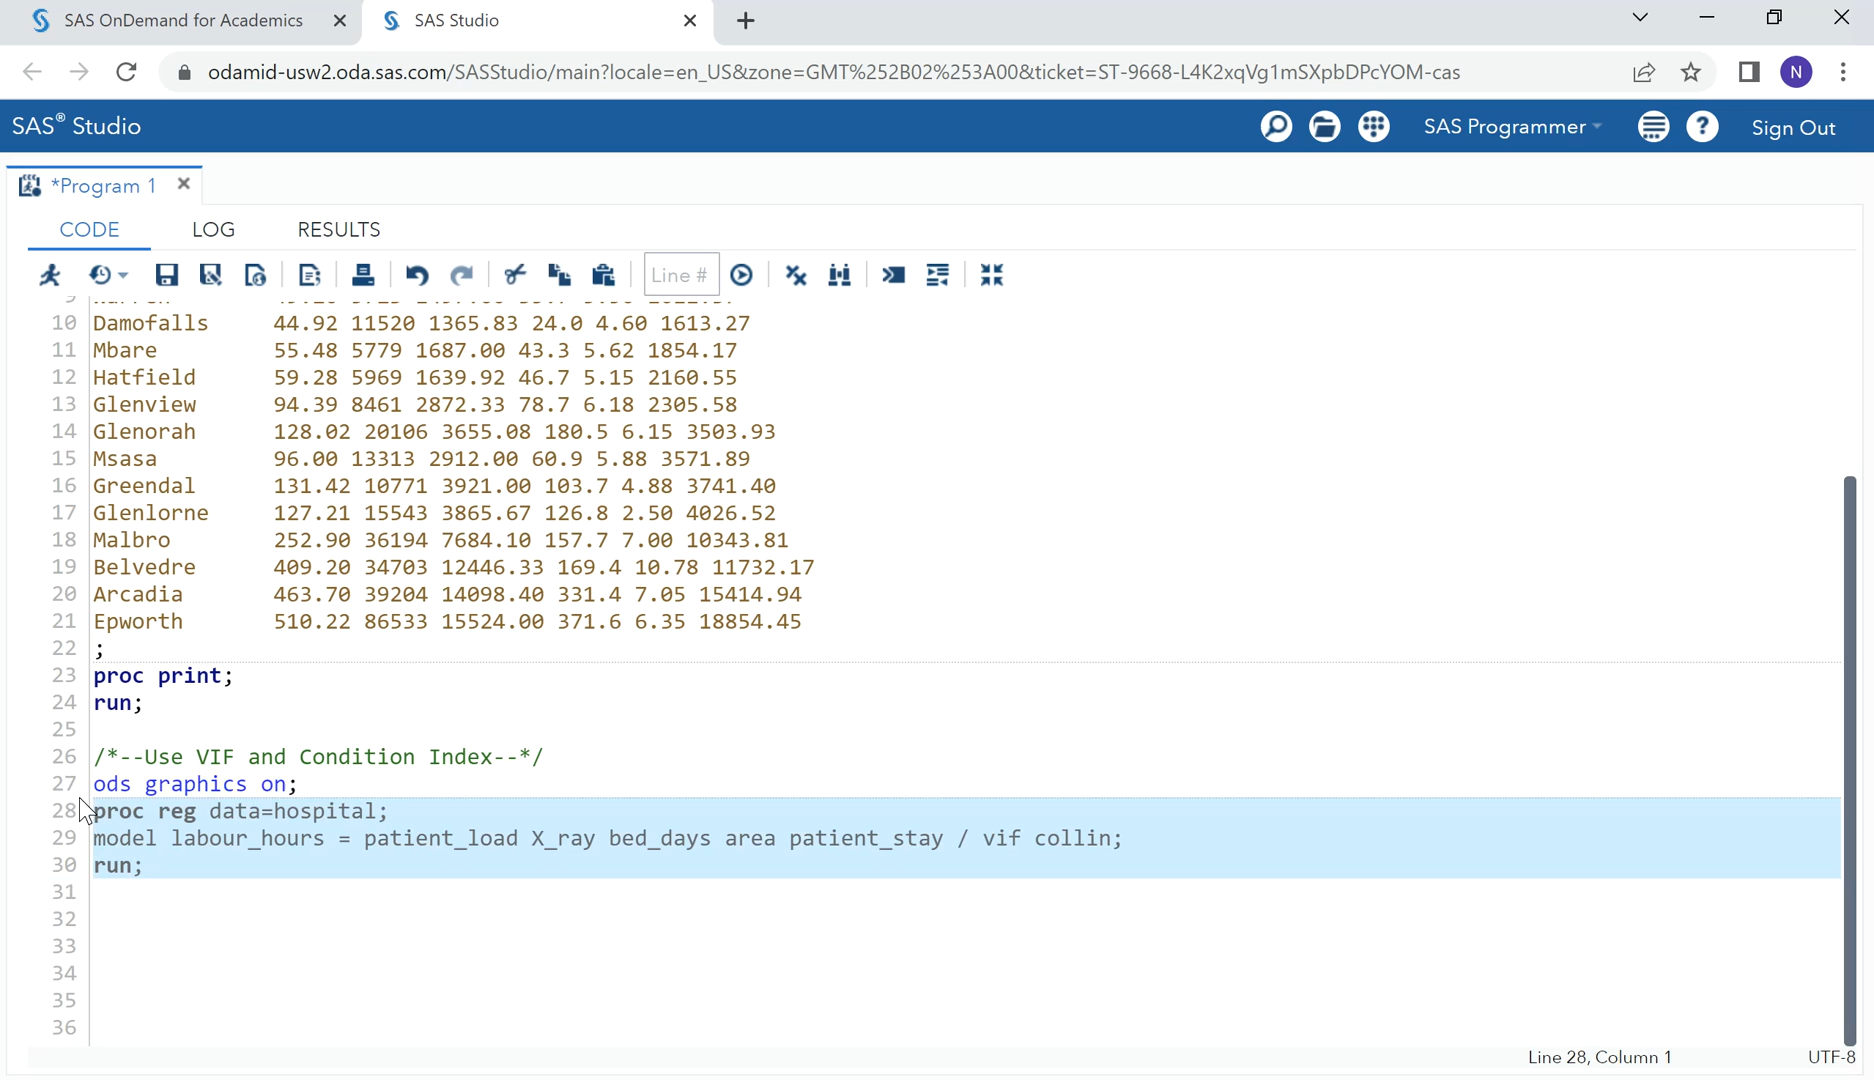 SAS OnDemand for Academics
SAS Studio
odamid-usw2.oda.sas.com/SASStudio/main?locale=en_US&zone=GMT%252B02%253A00&ticket=ST-9668-L4K2xqVg1mSXpbDPcYOM-cas
N
SAS® Studio
SAS Programmer
Sign Out
*Program 1
CODE LOG RESULTS
Line #
10 Damofalls 44.92 11520 1365.83 24.0 4.60 1613.27
11 Mbare 55.48 5779 1687.00 43.3 5.62 1854.17
12 Hatfield 59.28 5969 1639.92 46.7 5.15 2160.55
13 Glenview 94.39 8461 2872.33 78.7 6.18 2305.58
14 Glenorah 128.02 20106 3655.08 180.5 6.15 3503.93
15 Msasa 96.00 13313 2912.00 60.9 5.88 3571.89
16 Greendal 131.42 10771 3921.00 103.7 4.88 3741.40
17 Glenlorne 127.21 15543 3865.67 126.8 2.50 4026.52
18 Malbro 252.90 36194 7684.10 157.7 7.00 10343.81
19 Belvedre 409.20 34703 12446.33 169.4 10.78 11732.17
20 Arcadia 463.70 39204 14098.40 331.4 7.05 15414.94
21 Epworth 510.22 86533 15524.00 371.6 6.35 18854.45
22 ;
23 proc print;
24 run;
25
26 /*--Use VIF and Condition Index--*/
27 ods graphics on;
28 proc reg data=hospital;
29 model labour_hours = patient_load X_ray bed_days area patient_stay / vif collin;
30 run;
31
32
33
34
35
36
Line 28, Column 1
UTF-8